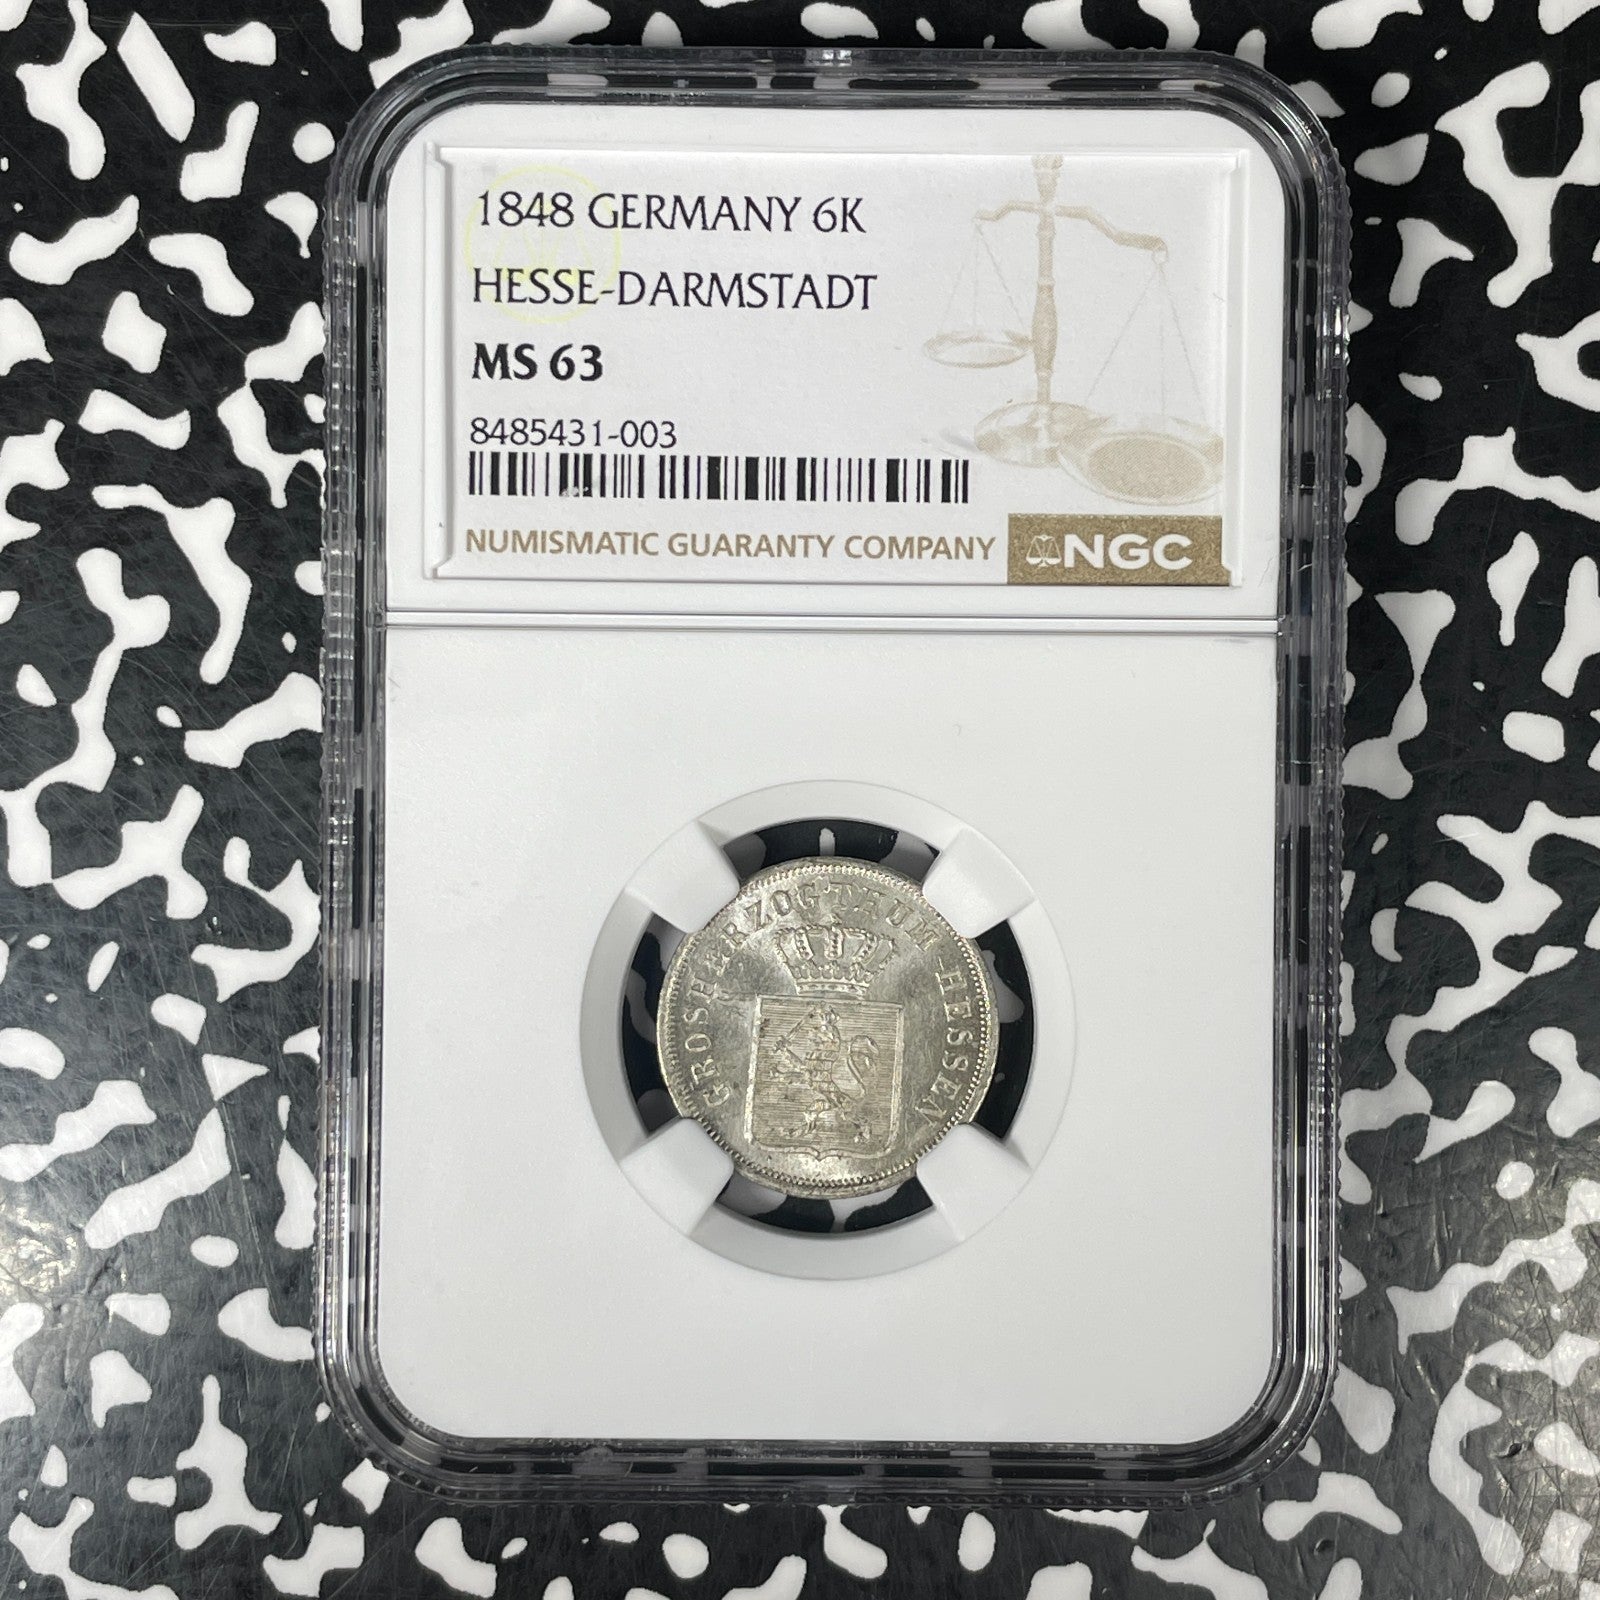 1848 GERMANY 6K
HESSE-DARMSTADT
MS 63
8485431-003
NUMISMATIC GUARANTY COMPANY
NGC
GROSHERZOGTHUM HESSEN